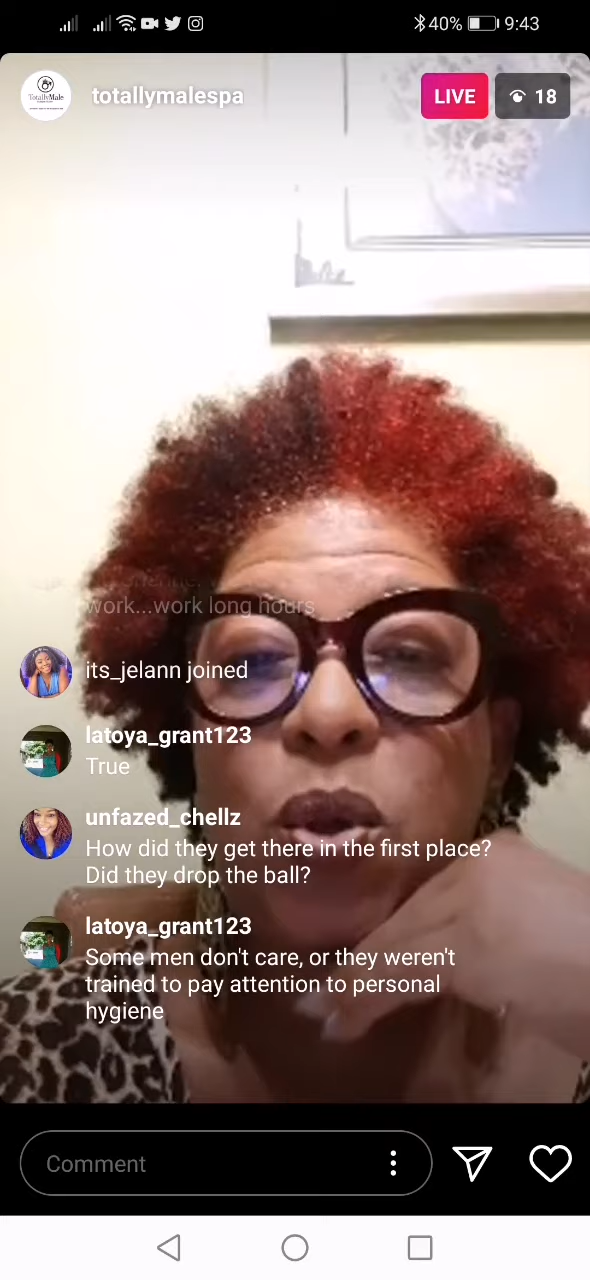 40% 9:43
TotallyMale
totallymalespa
LIVE
18
work...work long hours
its_jelann joined
latoya_grant123
True
unfazed_chellz
How did they get there in the first place?
Did they drop the ball?
latoya_grant123
Some men don't care, or they weren't
trained to pay attention to personal
hygiene
Comment